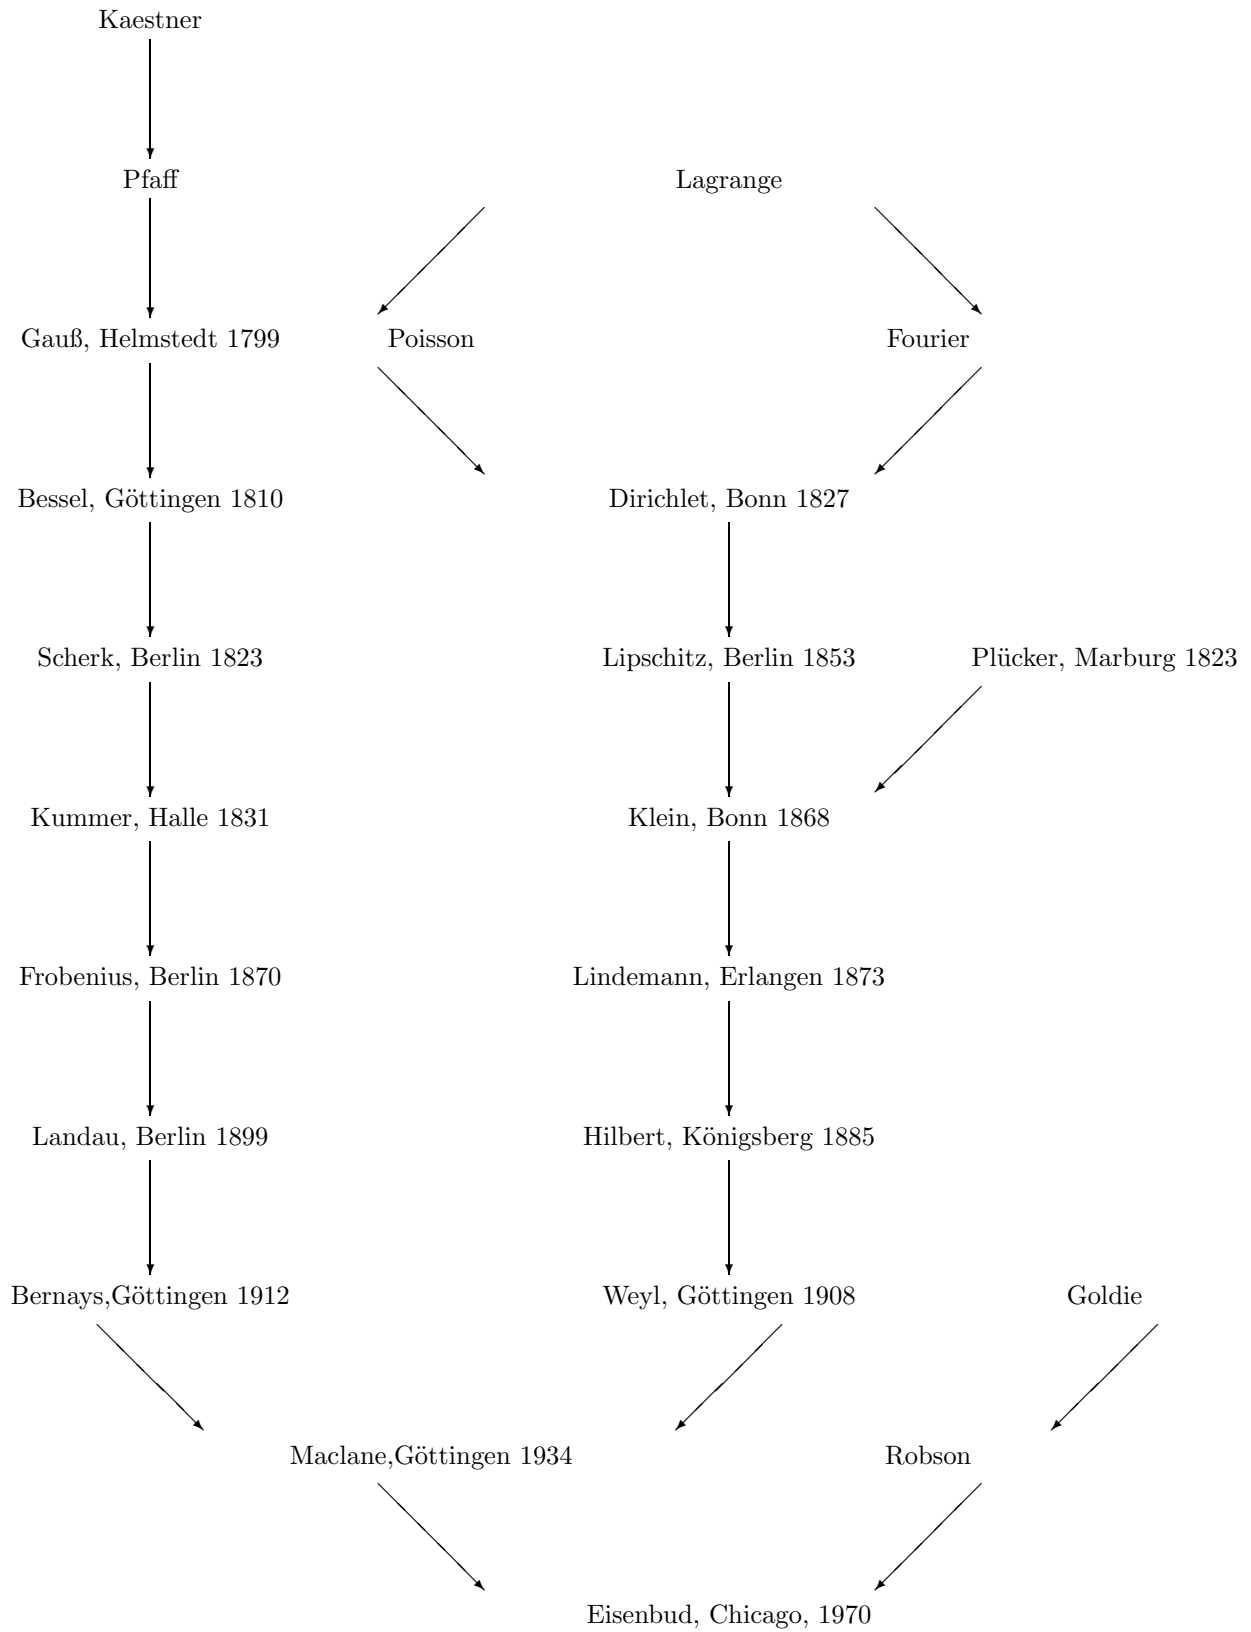 Kaestner
Pfaff Lagrange
Gauß, Helmstedt 1799 Poisson Fourier
Bessel, Göttingen 1810 Dirichlet, Bonn 1827
Scherk, Berlin 1823 Lipschitz, Berlin 1853 Plücker, Marburg 1823
Kummer, Halle 1831 Klein, Bonn 1868
Frobenius, Berlin 1870 Lindemann, Erlangen 1873
Landau, Berlin 1899 Hilbert, Königsberg 1885
Bernays,Göttingen 1912 Weyl, Göttingen 1908 Goldie
Maclane,Göttingen 1934 Robson
Eisenbud, Chicago, 1970